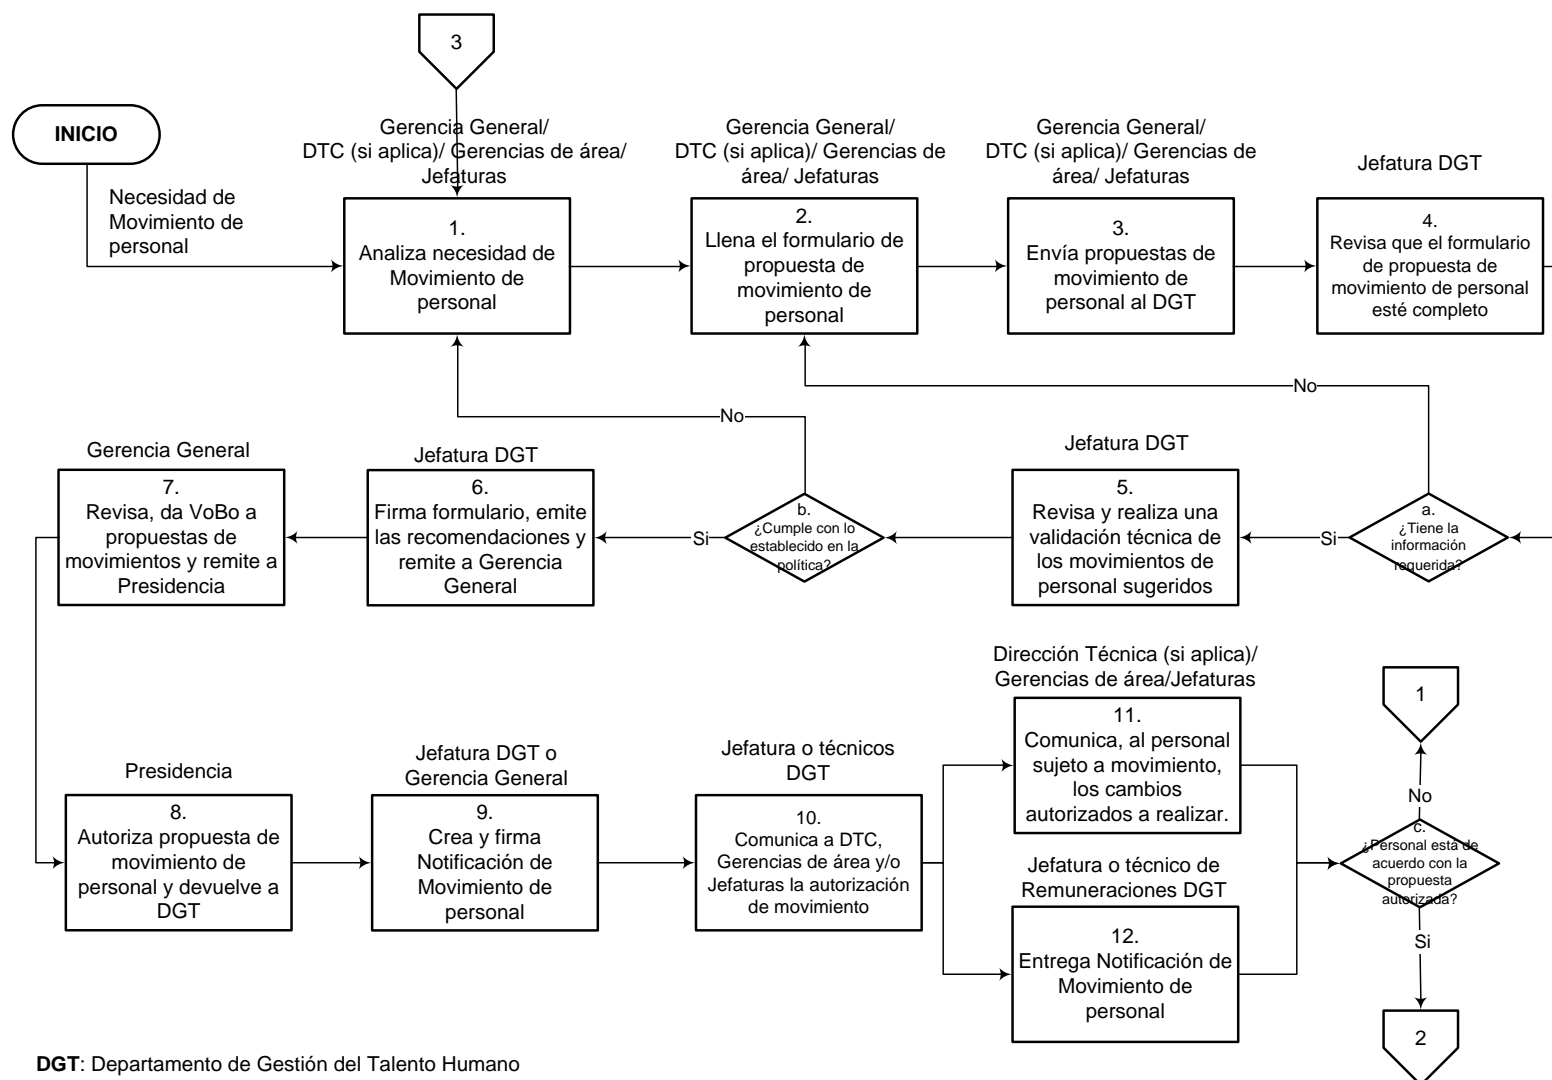 3
INICIO
Necesidad de
Movimiento de
personal
Gerencia General/
DTC (si aplica)/ Gerencias de área/
Jefaturas
1.
Analiza necesidad de
Movimiento de
personal
Gerencia General/
DTC (si aplica)/ Gerencias de
área/ Jefaturas
2.
Llena el formulario de
propuesta de
movimiento de
personal
Gerencia General/
DTC (si aplica)/ Gerencias de
área/ Jefaturas
3.
Envía propuestas de
movimiento de
personal al DGT
Jefatura DGT
4.
Revisa que el formulario
de propuesta de
movimiento de personal
esté completo
No
No
Gerencia General
7.
Revisa, da VoBo a
propuestas de
movimientos y remite a
Presidencia
Jefatura DGT
6.
Firma formulario, emite
las recomendaciones y
remite a Gerencia
General
Si
b.
¿Cumple con lo
establecido en la
política?
Jefatura DGT
5.
Revisa y realiza una
validación técnica de
los movimientos de
personal sugeridos
Si
a.
¿Tiene la
información
requerida?
Presidencia
8.
Autoriza propuesta de
movimiento de
personal y devuelve a
DGT
Jefatura DGT o
Gerencia General
9.
Crea y firma
Notificación de
Movimiento de
personal
Jefatura o técnicos
DGT
10.
Comunica a DTC,
Gerencias de área y/o
Jefaturas la autorización
de movimiento
Dirección Técnica (si aplica)/
Gerencias de área/Jefaturas
11.
Comunica, al personal
sujeto a movimiento,
los cambios
autorizados a realizar.
Jefatura o técnico de
Remuneraciones DGT
12.
Entrega Notificación de
Movimiento de
personal
1
No
c.
¿Personal está de
acuerdo con la
propuesta
autorizada?
Si
2
DGT: Departamento de Gestión del Talento Humano